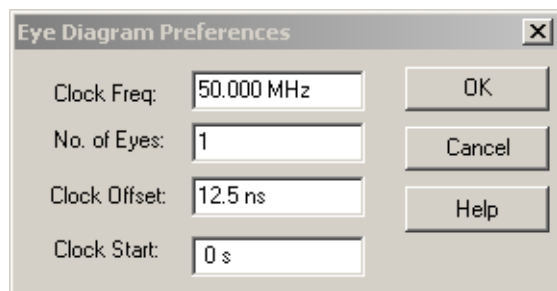 Eye Diagram Preferences
Clock Freq: 50.000 MHz OK
No. of Eyes: 1 Cancel
Clock Offset: 12.5 ns Help
Clock Start: 0 s